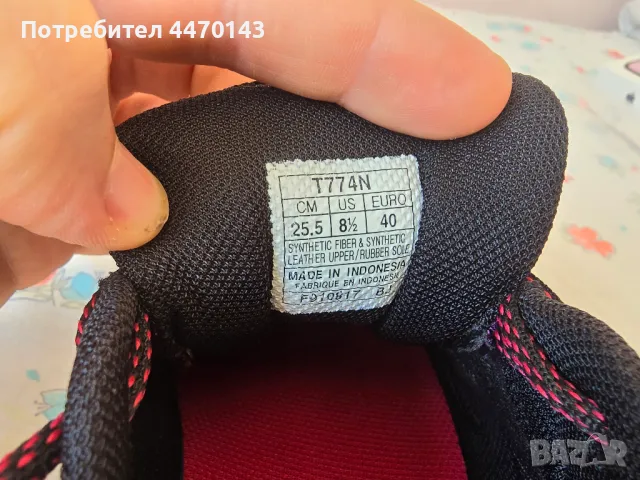 Потребител 4470143
T774N
CM US EURO
25.5 8½ 40
SYNTHETIC FIBER & SYNTHETIC
LEATHER UPPER/RUBBER SOLE
MADE IN INDONESIA
FABRIQUE EN INDONESIE
BAZAR